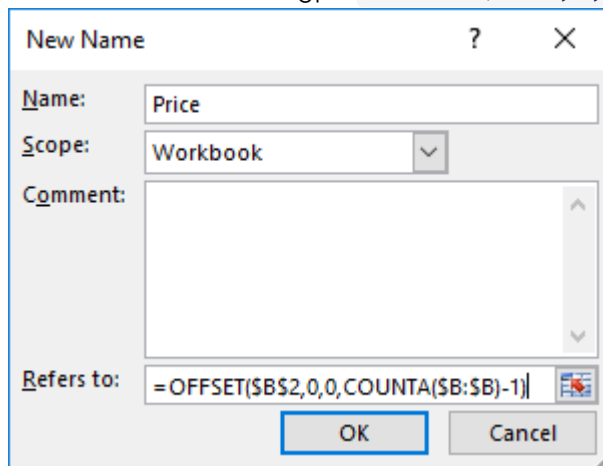 New Name ? ×
Name: Price
Scope: Workbook
Comment:
Refers to: =OFFSET($B$2,0,0,COUNTA($B:$B)-1)
OK Cancel